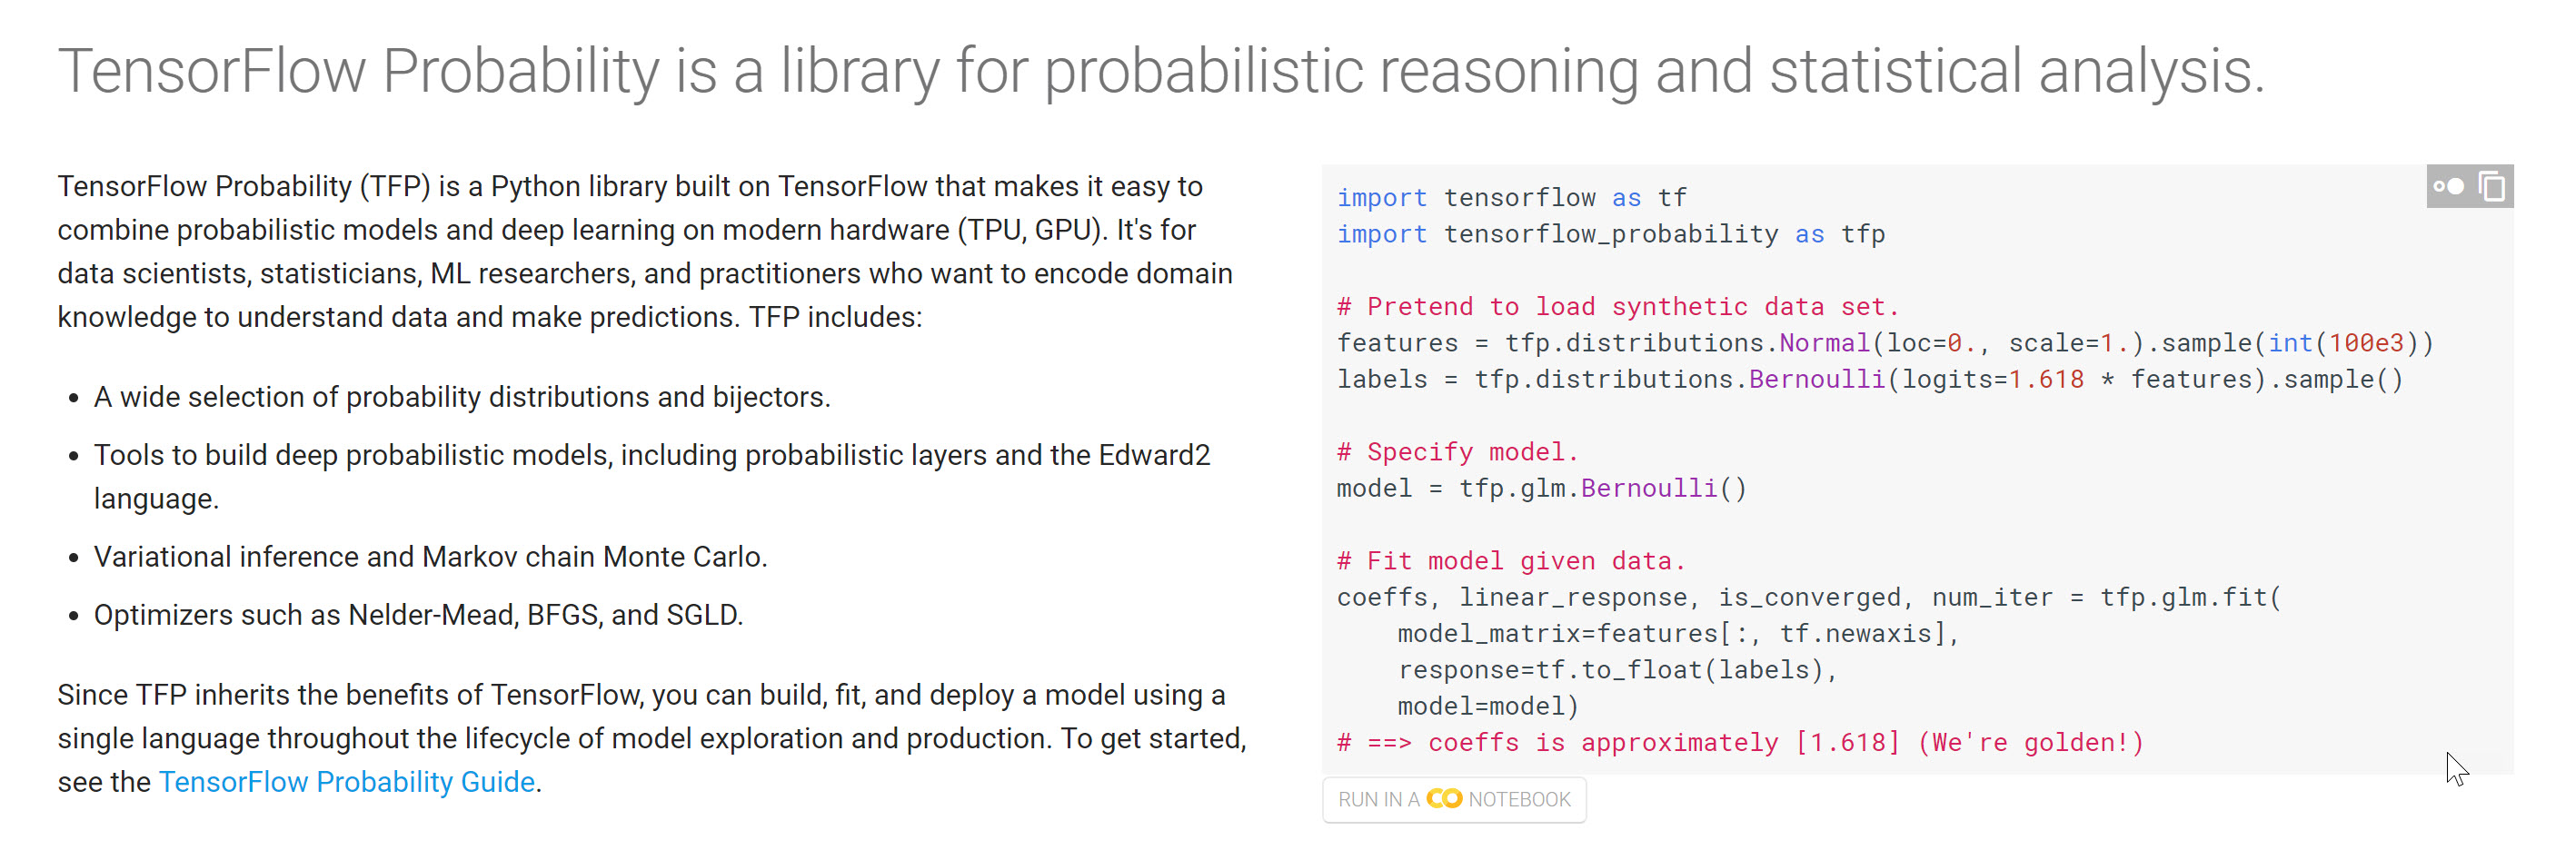 TensorFlow Probability is a library for probabilistic reasoning and statistical analysis.
TensorFlow Probability (TFP) is a Python library built on TensorFlow that makes it easy to
combine probabilistic models and deep learning on modern hardware (TPU, GPU). It's for
data scientists, statisticians, ML researchers, and practitioners who want to encode domain
knowledge to understand data and make predictions. TFP includes:
• A wide selection of probability distributions and bijectors.
• Tools to build deep probabilistic models, including probabilistic layers and the Edward2
language.
• Variational inference and Markov chain Monte Carlo.
• Optimizers such as Nelder-Mead, BFGS, and SGLD.
Since TFP inherits the benefits of TensorFlow, you can build, fit, and deploy a model using a
single language throughout the lifecycle of model exploration and production. To get started,
see the TensorFlow Probability Guide.
import tensorflow as tf
import tensorflow_probability as tfp
# Pretend to load synthetic data set.
features = tfp.distributions.Normal(loc=0., scale=1.).sample(int(100e3))
labels = tfp.distributions.Bernoulli(logits=1.618 * features).sample()
# Specify model.
model = tfp.glm.Bernoulli()
# Fit model given data.
coeffs, linear_response, is_converged, num_iter = tfp.glm.fit(
    model_matrix=features[:, tf.newaxis],
    response=tf.to_float(labels),
    model=model)
# ==> coeffs is approximately [1.618] (We're golden!)
RUN IN A CO NOTEBOOK